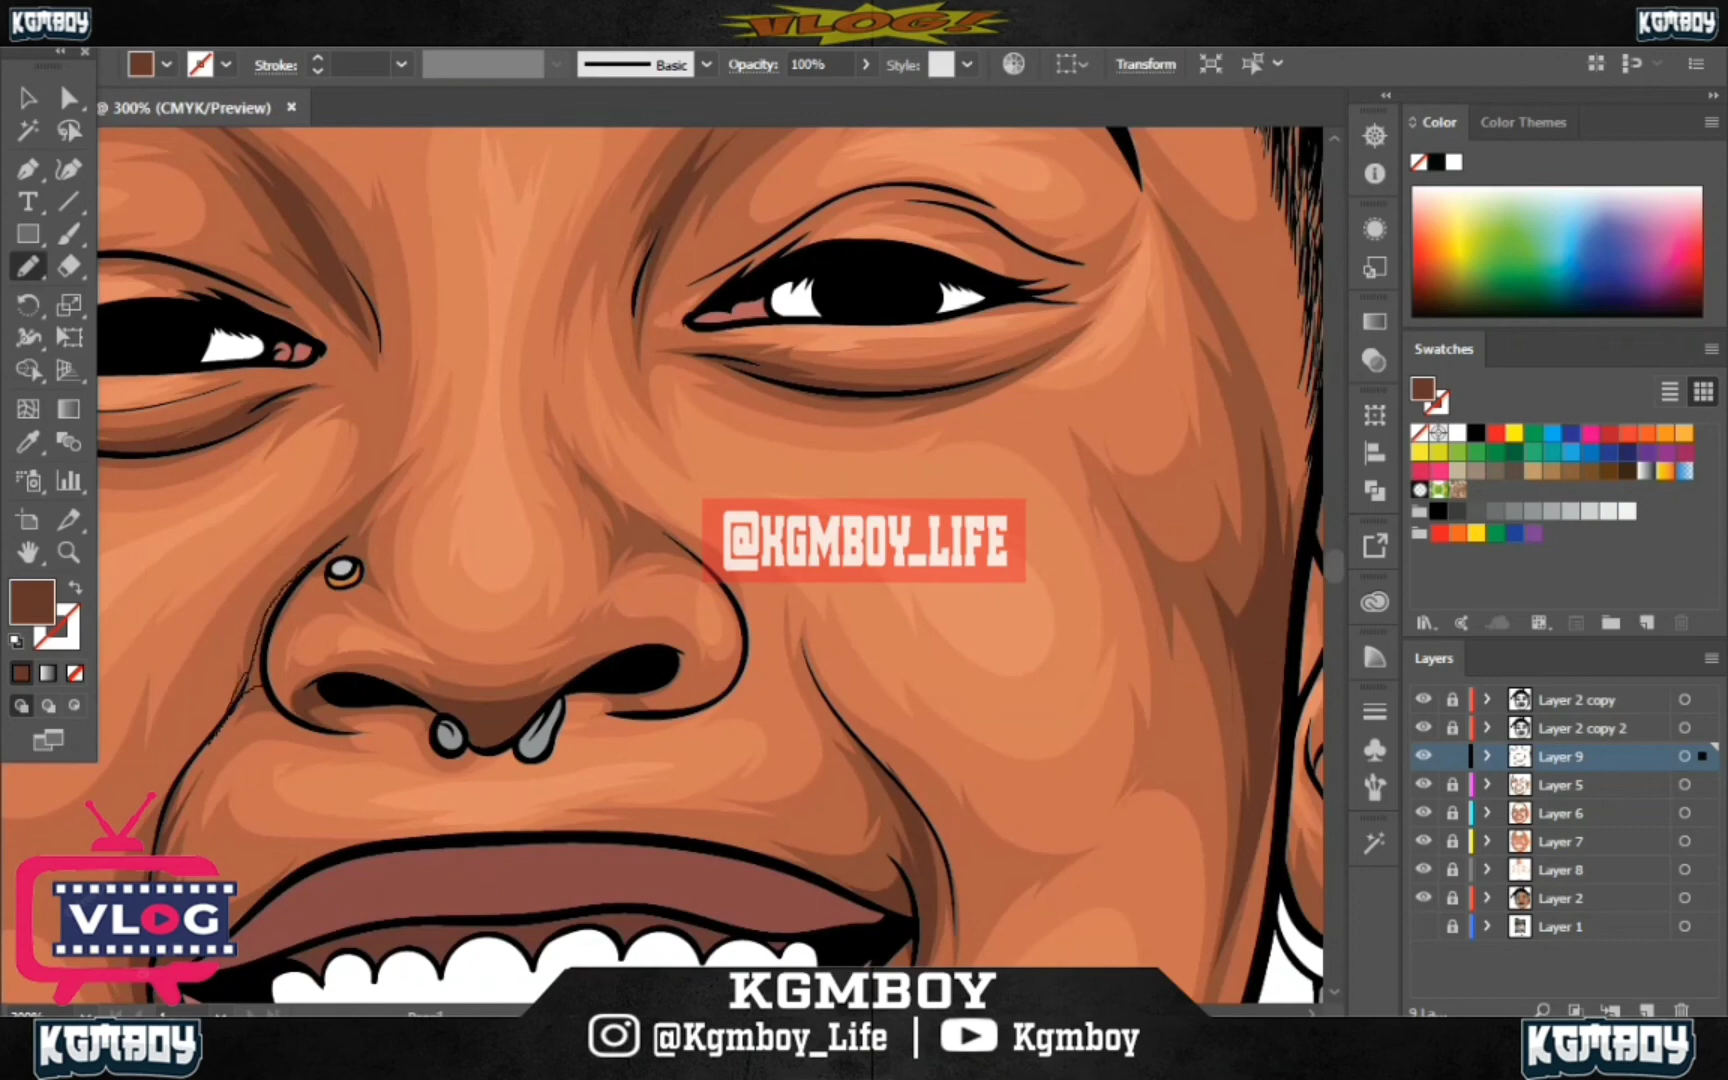 KGMBOY
VLOG!
KGMBOY
Stroke:
Basic
Opacity:
100%
Style:
Transform
@ 300% (CMYK/Preview)
Color
Color Themes
Swatches
@KGMBOY_LIFE
Layers
Layer 2 copy
Layer 2 copy 2
Layer 9
Layer 5
Layer 6
Layer 7
Layer 8
Layer 2
Layer 1
VLOG
KGMBOY
@Kgmboy_Life | Kgmboy
KGMBOY
KGMBOY